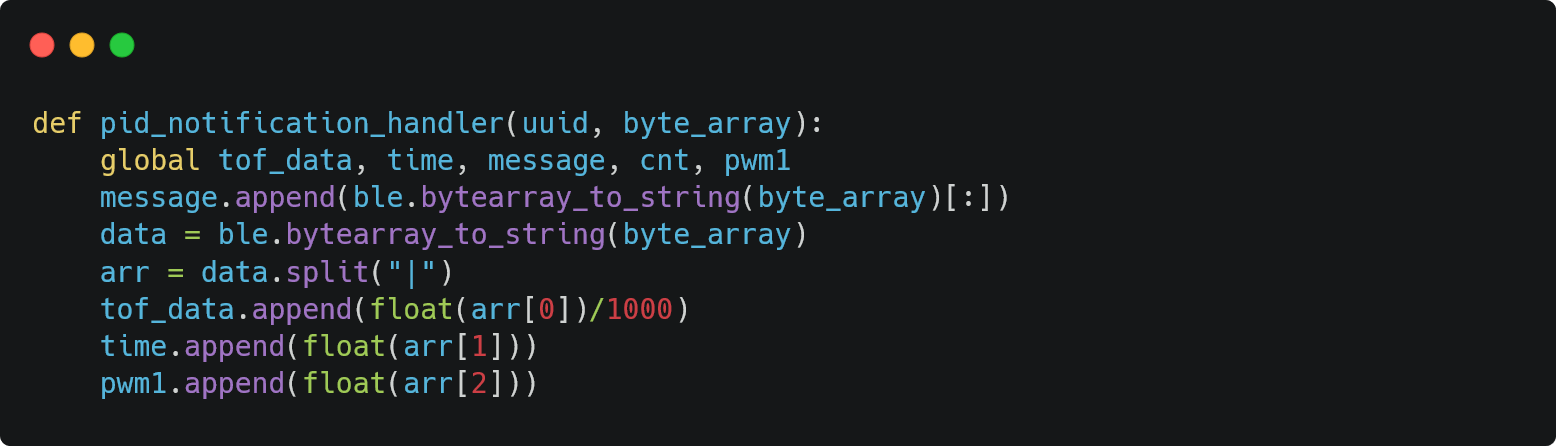 def pid_notification_handler(uuid, byte_array):
    global tof_data, time, message, cnt, pwm1
    message.append(ble.bytearray_to_string(byte_array)[:])
    data = ble.bytearray_to_string(byte_array)
    arr = data.split("|")
    tof_data.append(float(arr[0])/1000)
    time.append(float(arr[1]))
    pwm1.append(float(arr[2]))